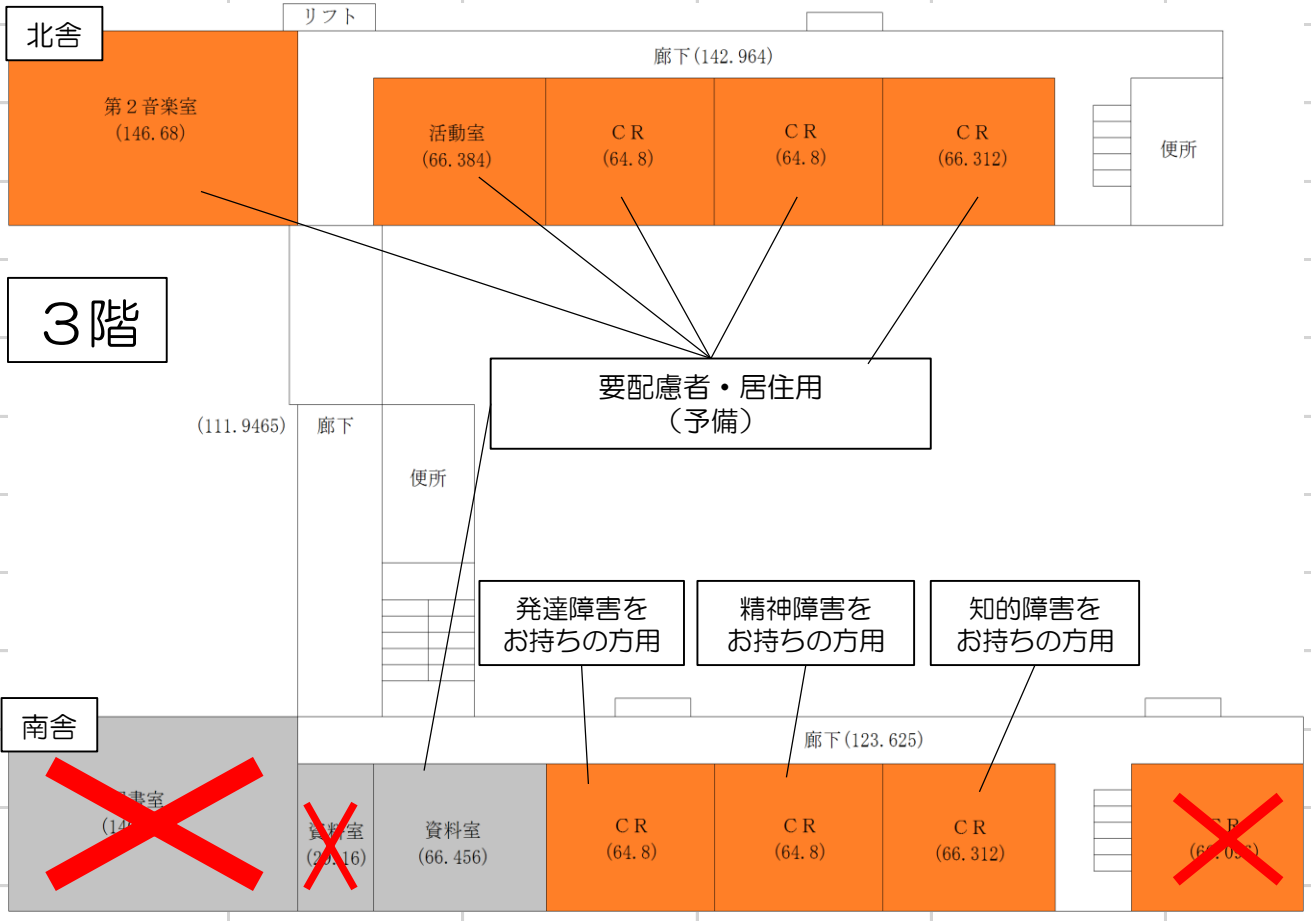 北舎
リフト
廊下(142.964)
第2音楽室
(146.68)
活動室
(66.384)
CR
(64.8)
CR
(64.8)
CR
(66.312)
便所
3階
要配慮者・居住用
(予備)
(111.9465)
廊下
便所
発達障害を
お持ちの方用
精神障害を
お持ちの方用
知的障害を
お持ちの方用
南舎
廊下(123.625)
資料室
資料室
(66.456)
CR
(64.8)
CR
(64.8)
CR
(66.312)